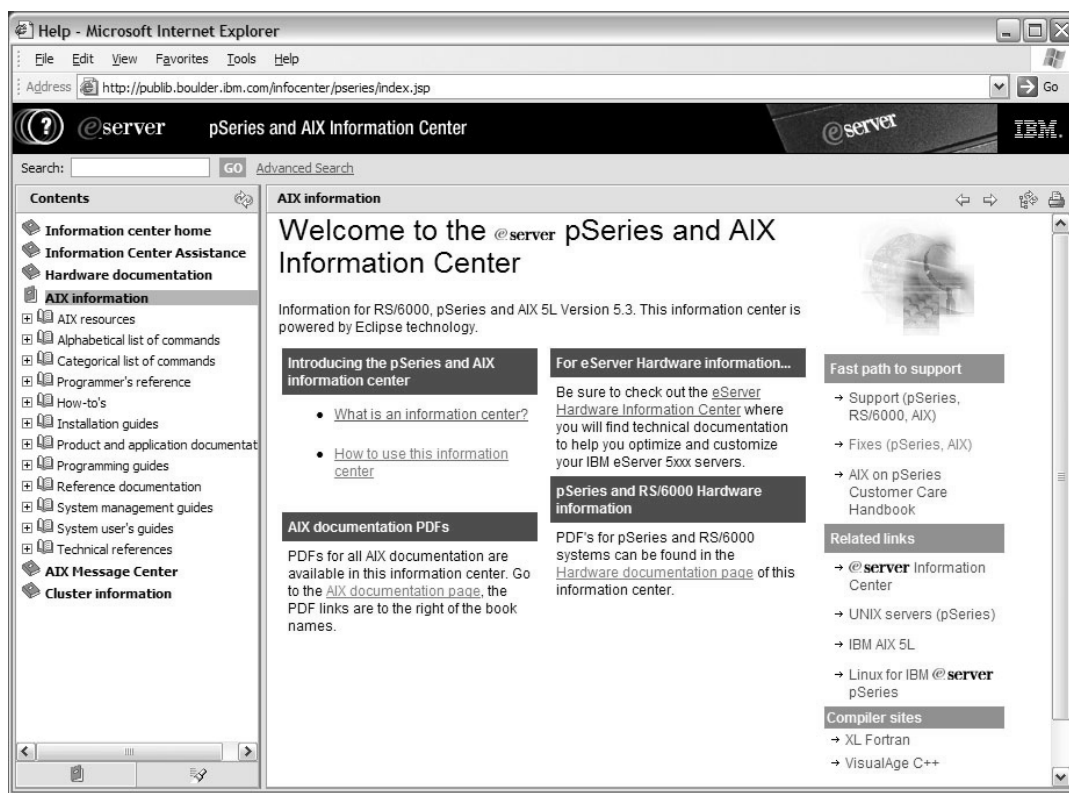 Help - Microsoft Internet Explorer
File Edit View Favorites Tools Help
Address http://publib.boulder.ibm.com/infocenter/pseries/index.jsp Go
(?) eserver pSeries and AIX Information Center eserver IBM.
Search: GO Advanced Search
Contents
Information center home
Information Center Assistance
Hardware documentation
AIX information
AIX resources
Alphabetical list of commands
Categorical list of commands
Programmer's reference
How-to's
Installation guides
Product and application documentat
Programming guides
Reference documentation
System management guides
System user's guides
Technical references
AIX Message Center
Cluster information
AIX information
Welcome to the eserver pSeries and AIX
Information Center
Information for RS/6000, pSeries and AIX 5L Version 5.3. This information center is
powered by Eclipse technology.
Introducing the pSeries and AIX
information center
• What is an information center?
• How to use this information
center
AIX documentation PDFs
PDFs for all AIX documentation are
available in this information center. Go
to the AIX documentation page, the
PDF links are to the right of the book
names.
For eServer Hardware information...
Be sure to check out the eServer
Hardware Information Center where
you will find technical documentation
to help you optimize and customize
your IBM eServer 5xxx servers.
pSeries and RS/6000 Hardware
information
PDF's for pSeries and RS/6000
systems can be found in the
Hardware documentation page of this
information center.
Fast path to support
→ Support (pSeries,
RS/6000, AIX)
→ Fixes (pSeries, AIX)
→ AIX on pSeries
Customer Care
Handbook
Related links
→ eserver Information
Center
→ UNIX servers (pSeries)
→ IBM AIX 5L
→ Linux for IBM eserver
pSeries
Compiler sites
→ XL Fortran
→ VisualAge C++